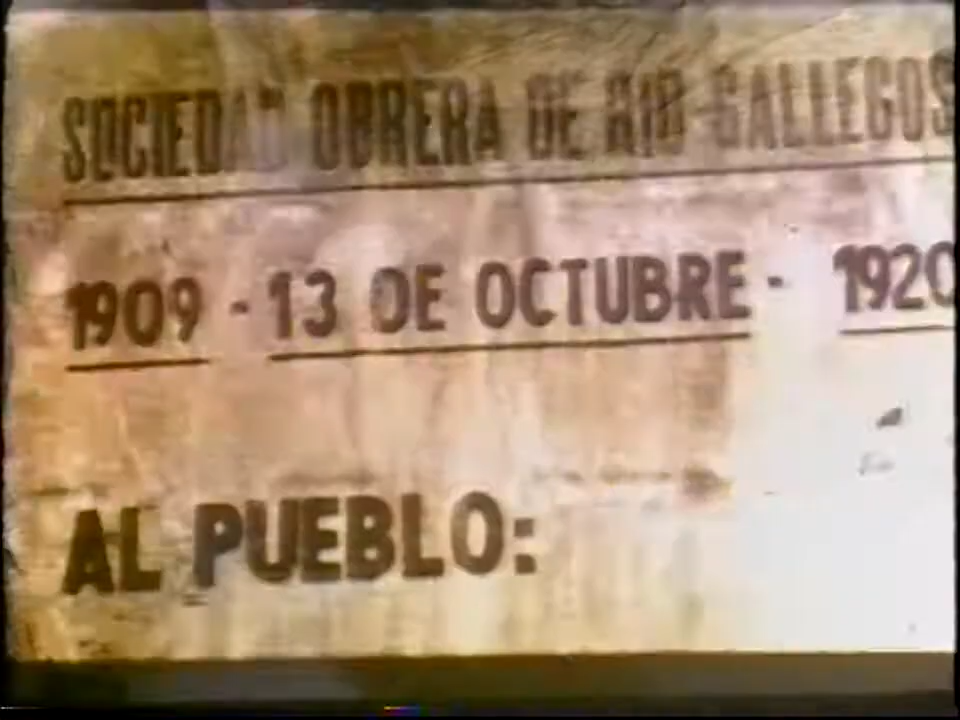 SOCIEDAD OBRERA DE RIO GALLEGOS
1909 - 13 DE OCTUBRE - 1920
AL PUEBLO: